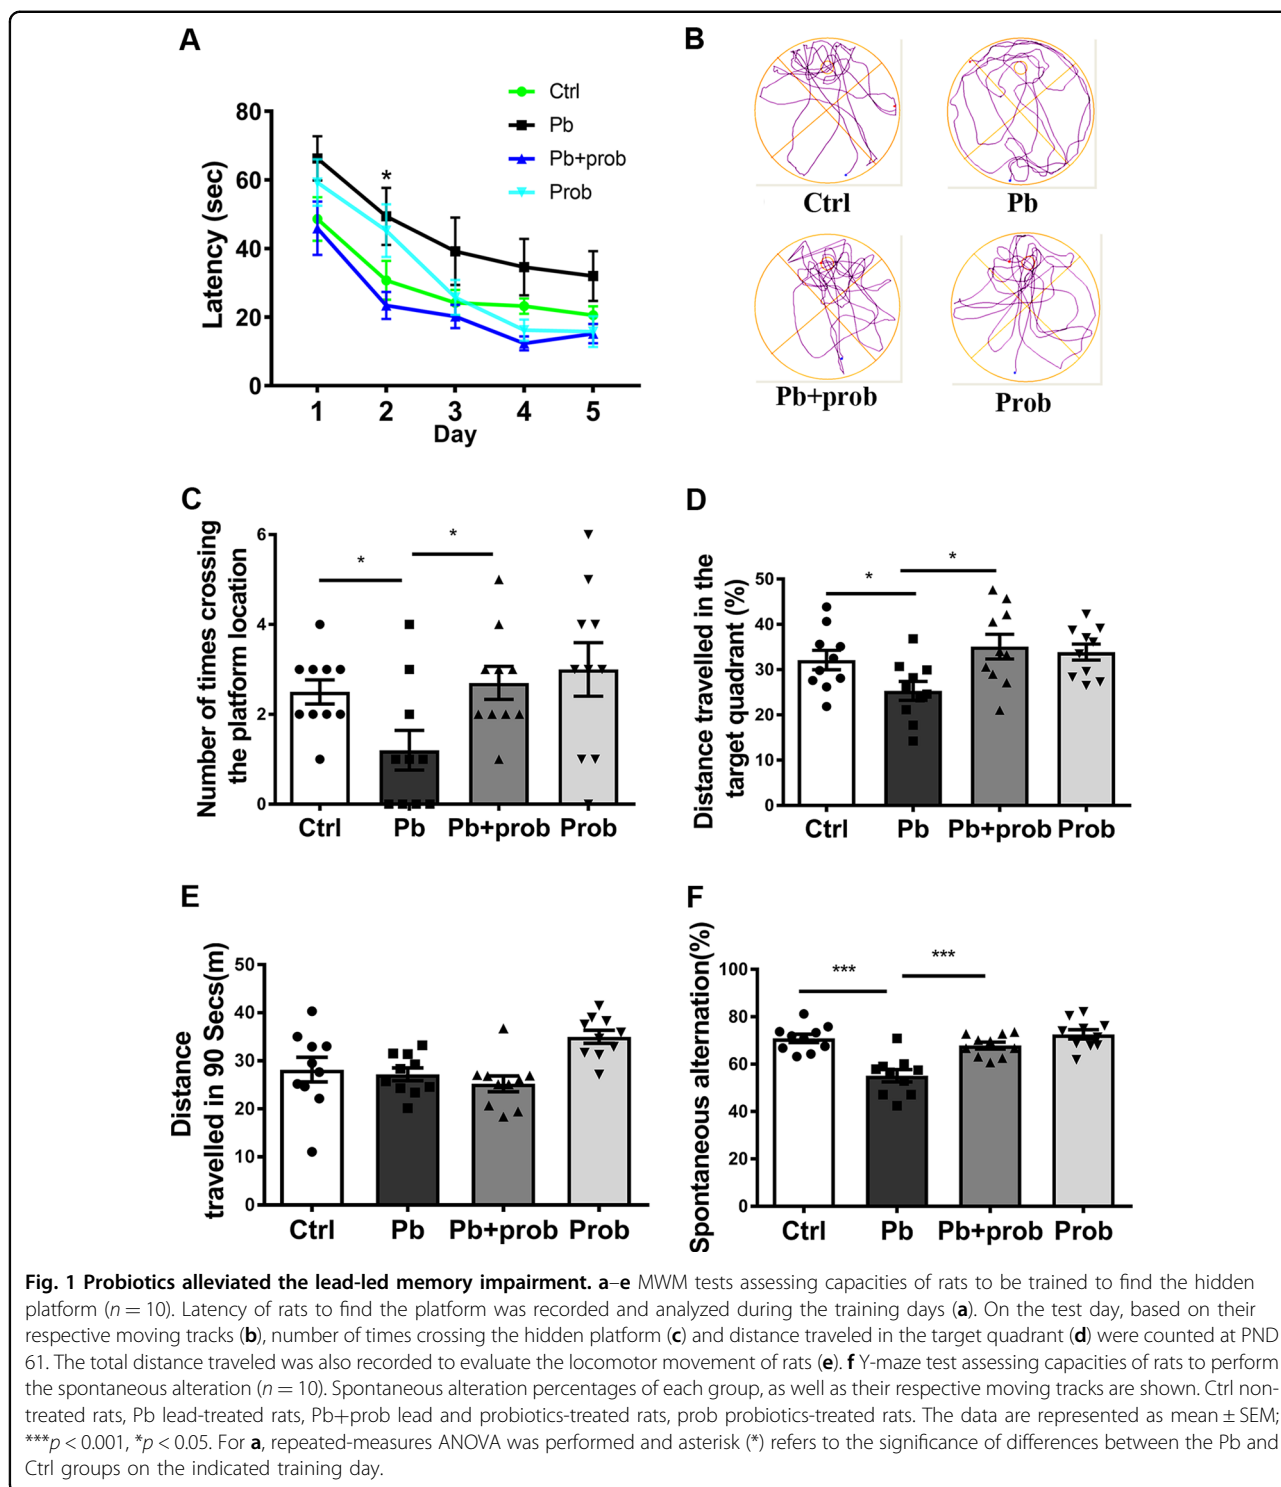 A
Ctrl
Pb
Pb+prob
Prob
Latency (sec)
80
60
40
20
0
*
1 2 3 4 5
Day
B
Ctrl
Pb
Pb+prob
Prob
C
Number of times crossing
the platform location
6
4
2
0
*
*
Ctrl Pb Pb+prob Prob
D
Distance travelled in the
target quadrant (%)
50
40
30
20
10
0
*
*
Ctrl Pb Pb+prob Prob
E
Distance
travelled in 90 Secs(m)
50
40
30
20
10
0
Ctrl Pb Pb+prob Prob
F
Spontaneous alternation(%)
100
80
60
40
20
0
***
***
Ctrl Pb Pb+prob Prob
Fig. 1 Probiotics alleviated the lead-led memory impairment. a–e MWM tests assessing capacities of rats to be trained to find the hidden
platform (n = 10). Latency of rats to find the platform was recorded and analyzed during the training days (a). On the test day, based on their
respective moving tracks (b), number of times crossing the hidden platform (c) and distance traveled in the target quadrant (d) were counted at PND
61. The total distance traveled was also recorded to evaluate the locomotor movement of rats (e). f Y-maze test assessing capacities of rats to perform
the spontaneous alteration (n = 10). Spontaneous alteration percentages of each group, as well as their respective moving tracks are shown. Ctrl non-
treated rats, Pb lead-treated rats, Pb+prob lead and probiotics-treated rats, prob probiotics-treated rats. The data are represented as mean ± SEM;
***p < 0.001, *p < 0.05. For a, repeated-measures ANOVA was performed and asterisk (*) refers to the significance of differences between the Pb and
Ctrl groups on the indicated training day.